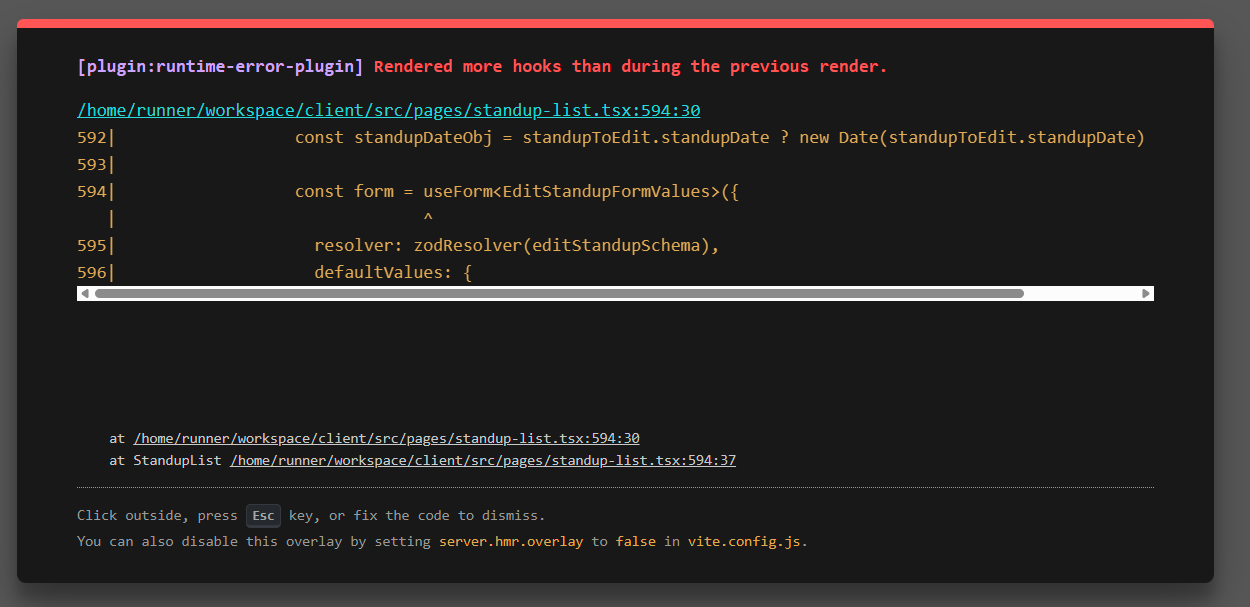 [plugin:runtime-error-plugin] Rendered more hooks than during the previous render.
/home/runner/workspace/client/src/pages/standup-list.tsx:594:30
592|                  const standupDateObj = standupToEdit.standupDate ? new Date(standupToEdit.standupDate)
593|
594|                  const form = useForm<EditStandupFormValues>({
   |                               ^
595|                    resolver: zodResolver(editStandupSchema),
596|                    defaultValues: {
at /home/runner/workspace/client/src/pages/standup-list.tsx:594:30
at StandupList /home/runner/workspace/client/src/pages/standup-list.tsx:594:37
Click outside, press Esc key, or fix the code to dismiss.
You can also disable this overlay by setting server.hmr.overlay to false in vite.config.js.